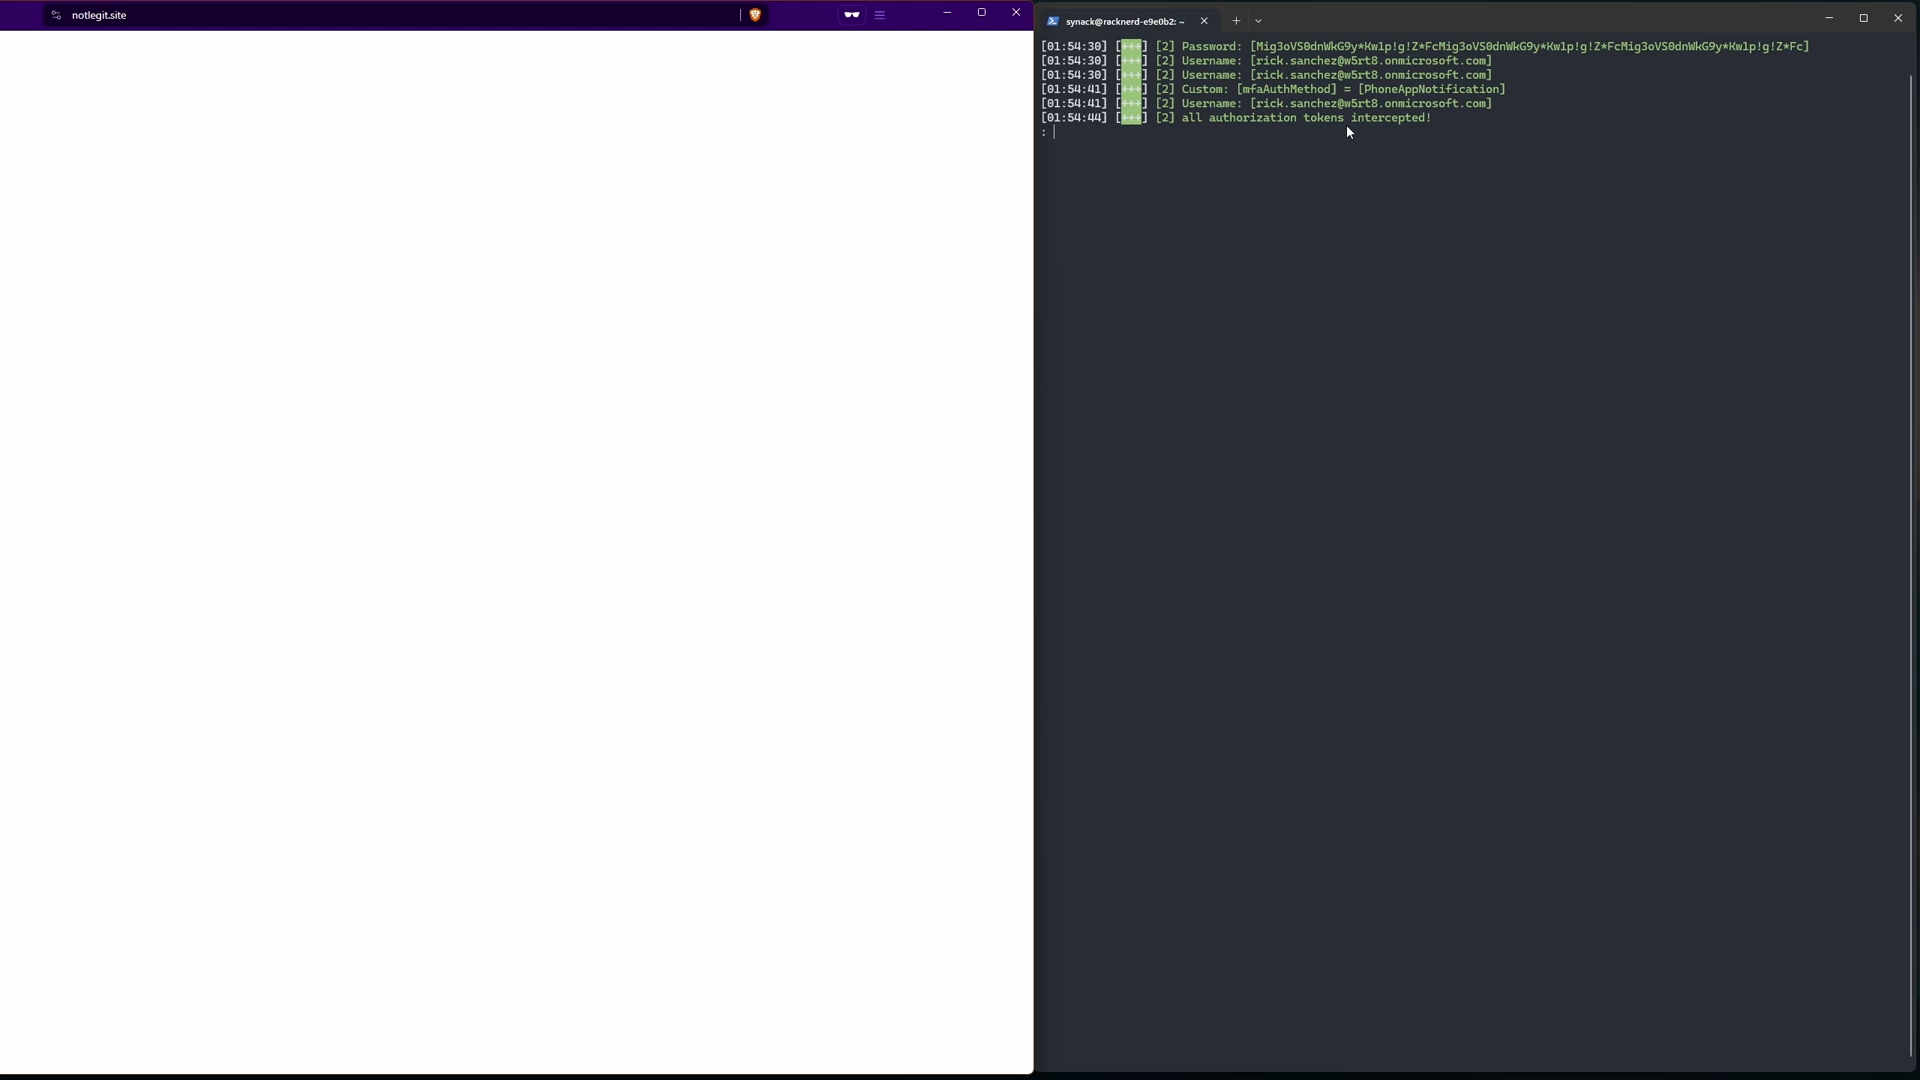 notlegit.site
synack@racknerd-e9e0b2: ~
[01:54:30] [+++] [2] Password: [Mig3oVS0dnWkG9y*Kw1p!g!Z*FcMig3oVS0dnWkG9y*Kw1p!g!Z*FcMig3oVS0dnWkG9y*Kw1p!g!Z*Fc]
[01:54:30] [+++] [2] Username: [rick.sanchez@w5rt8.onmicrosoft.com]
[01:54:30] [+++] [2] Username: [rick.sanchez@w5rt8.onmicrosoft.com]
[01:54:41] [+++] [2] Custom: [mfaAuthMethod] = [PhoneAppNotification]
[01:54:41] [+++] [2] Username: [rick.sanchez@w5rt8.onmicrosoft.com]
[01:54:44] [+++] [2] all authorization tokens intercepted!
: